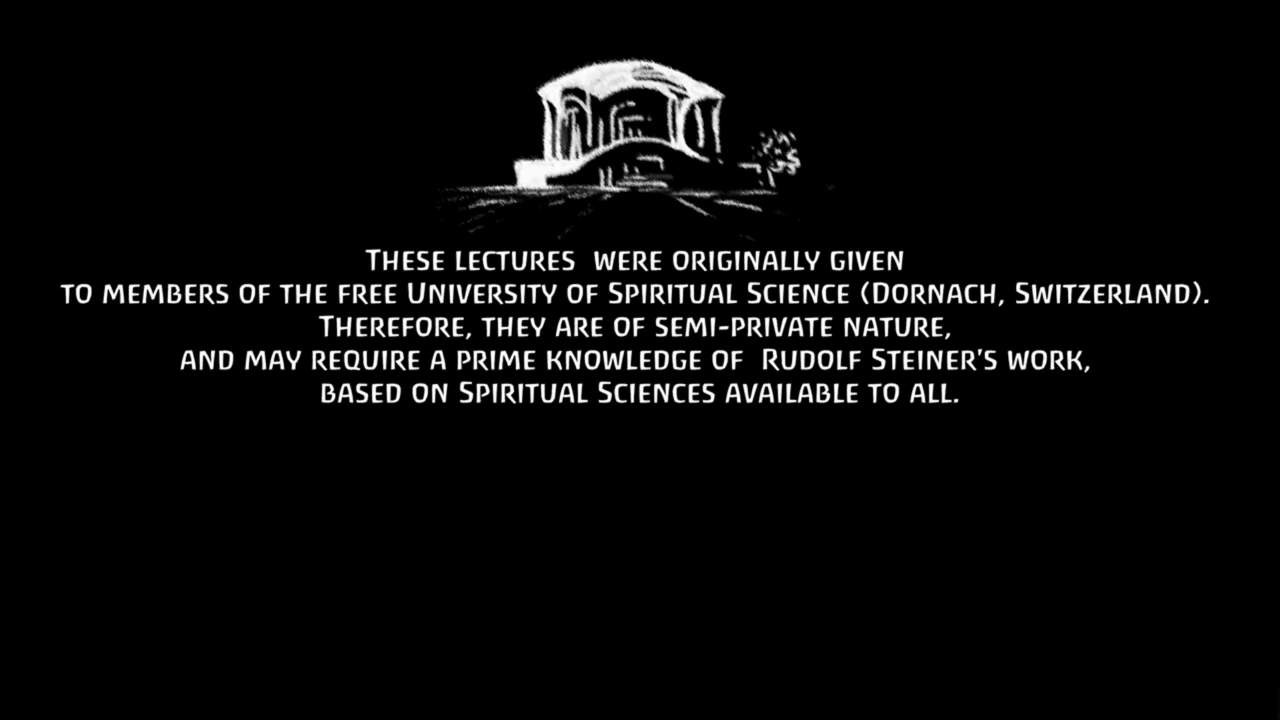 These lectures  were originally given
to members of the free University of Spiritual Science (Dornach, Switzerland).
Therefore, they are of semi-private nature,
and may require a prime knowledge of  Rudolf Steiner's work,
based on Spiritual Sciences available to all.